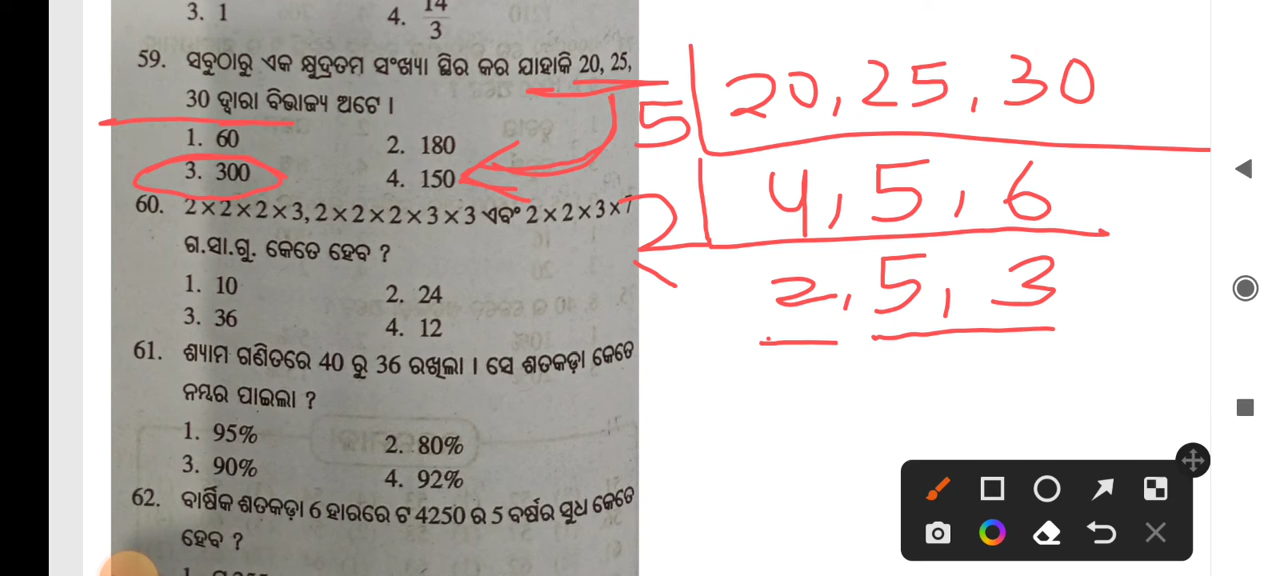 3. 1
4. 14/3
59. ସବୁଠାରୁ ଏକ କ୍ଷୁଦ୍ରତମ ସଂଖ୍ୟା ସ୍ଥିର କର ଯାହାକି 20, 25,
30 ଦ୍ୱାରା ବିଭାଜ୍ୟ ଅଟେ ।
1. 60
2. 180
3. 300
4. 150
60. 2 × 2 × 2 × 3, 2 × 2 × 2 × 3 × 3 ଏବଂ 2 × 2 × 3 × 7
ଗ.ସା.ଗୁ. କେତେ ହେବ ?
1. 10
2. 24
3. 36
4. 12
61. ଶ୍ୟାମ ଗଣିତରେ 40 ରୁ 36 ରଖିଲା । ସେ ଶତକଡ଼ା କେତେ
ନମ୍ବର ପାଇଲା ?
1. 95%
2. 80%
3. 90%
4. 92%
62. ବାର୍ଷିକ ଶତକଡ଼ା 6 ହାରରେ ଟ 4250 ର 5 ବର୍ଷର ସୁଧ କେତେ
ହେବ ?
5 20, 25, 30
2 4, 5, 6
2, 5, 3